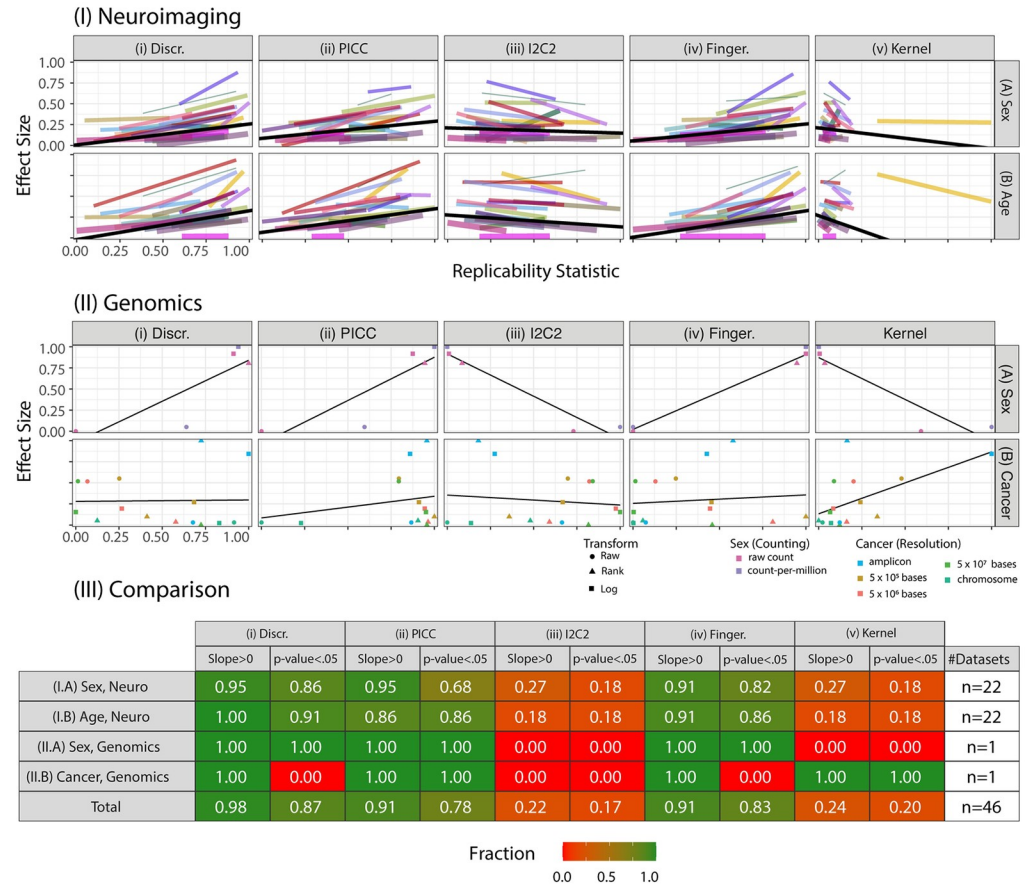 (I) Neuroimaging
(i) Discr.
(ii) PICC
(iii) I2C2
(iv) Finger.
(v) Kernel
1.00
0.75
0.50
0.25
0.00
(A) Sex
(B) Age
Effect Size
0.00 0.25 0.50 0.75 1.00
Replicability Statistic
(II) Genomics
(i) Discr.
(ii) PICC
(iii) I2C2
(iv) Finger.
Kernel
1.00
0.75
0.50
0.25
0.00
(A) Sex
(B) Cancer
Effect Size
0.00 0.25 0.50 0.75 1.00
Transform
Raw
Rank
Log
Sex (Counting)
raw count
count-per-million
Cancer (Resolution)
amplicon
5 x 10⁵ bases
5 x 10⁶ bases
5 x 10⁷ bases
chromosome
(III) Comparison
(i) Discr. (ii) PICC (iii) I2C2 (iv) Finger. (v) Kernel
Slope>0 p-value<.05 Slope>0 p-value<.05 Slope>0 p-value<.05 Slope>0 p-value<.05 Slope>0 p-value<.05 #Datasets
(I.A) Sex, Neuro 0.95 0.86 0.95 0.68 0.27 0.18 0.91 0.82 0.27 0.18 n=22
(I.B) Age, Neuro 1.00 0.91 0.86 0.86 0.18 0.18 0.91 0.86 0.18 0.18 n=22
(II.A) Sex, Genomics 1.00 1.00 1.00 1.00 0.00 0.00 1.00 1.00 0.00 0.00 n=1
(II.B) Cancer, Genomics 1.00 0.00 1.00 1.00 0.00 0.00 1.00 0.00 1.00 1.00 n=1
Total 0.98 0.87 0.91 0.78 0.22 0.17 0.91 0.83 0.24 0.20 n=46
Fraction
0.0 0.5 1.0